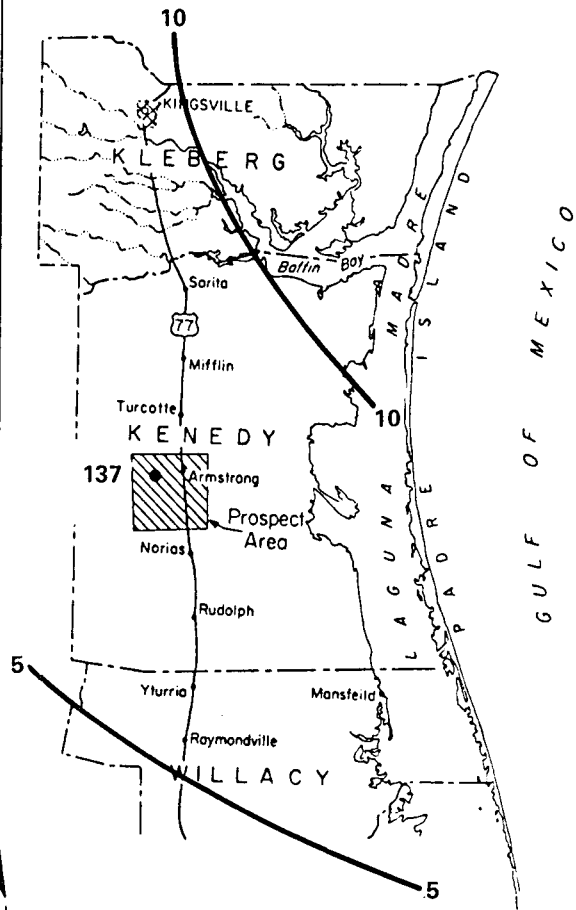 10
KINGSVILLE
KLEBERG
Baffin Bay
Sarita
77
Mifflin
Turcotte
10
KENEDY
137
Armstrong
Prospect
Area
Norias
Rudolph
5
Yturria
Mansfeild
Raymondville
WILLACY
5
LAGUNA MADRE
PADRE ISLAND
GULF OF MEXICO